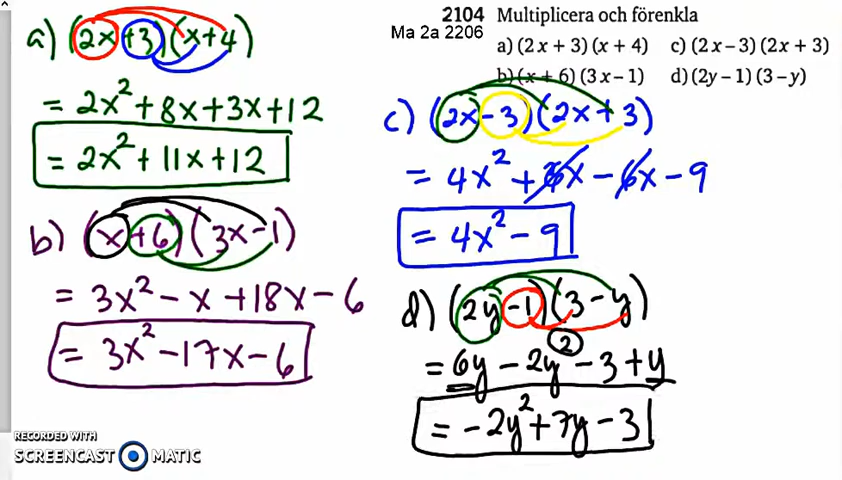 2104 Multiplicera och förenkla
Ma 2a 2206
a) (2x + 3) (x + 4) c) (2x – 3) (2x + 3)
b) (x + 6) (3x – 1) d) (2y – 1) (3 – y)
a) (2x + 3)(x + 4)
= 2x² + 8x + 3x + 12
= 2x² + 11x + 12
b) (x + 6)(3x - 1)
= 3x² - x + 18x - 6
= 3x² - 17x - 6
c) (2x - 3)(2x + 3)
= 4x² + 6x - 6x - 9
= 4x² - 9
d) (2y - 1)(3 - y)
= 6y - 2y² - 3 + y
= -2y² + 7y - 3
RECORDED WITH
SCREENCAST MATIC